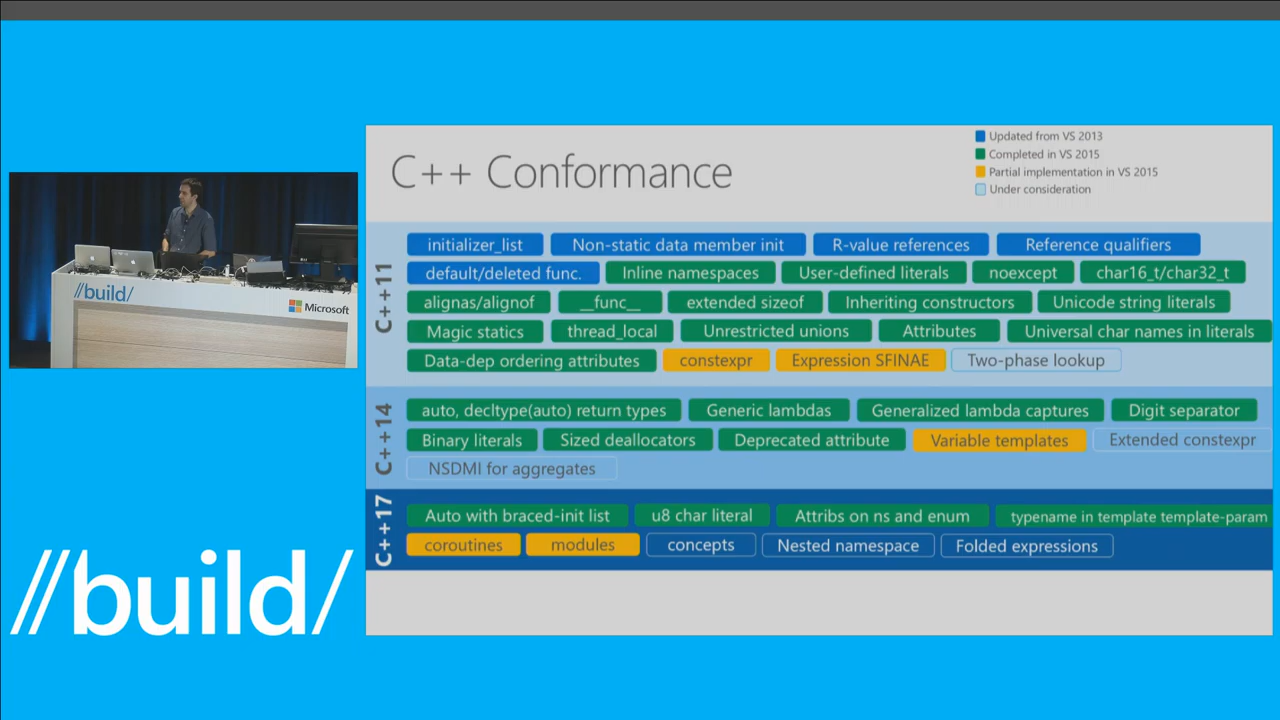 C++ Conformance
Updated from VS 2013
Completed in VS 2015
Partial implementation in VS 2015
Under consideration
C++11
initializer_list Non-static data member init R-value references Reference qualifiers
default/deleted func. Inline namespaces User-defined literals noexcept char16_t/char32_t
alignas/alignof __func__ extended sizeof Inheriting constructors Unicode string literals
Magic statics thread_local Unrestricted unions Attributes Universal char names in literals
Data-dep ordering attributes constexpr Expression SFINAE Two-phase lookup
C++14
auto, decltype(auto) return types Generic lambdas Generalized lambda captures Digit separator
Binary literals Sized deallocators Deprecated attribute Variable templates Extended constexpr
NSDMI for aggregates
C++17
Auto with braced-init list u8 char literal Attribs on ns and enum typename in template template-param
coroutines modules concepts Nested namespace Folded expressions
//build/
Microsoft
//build/